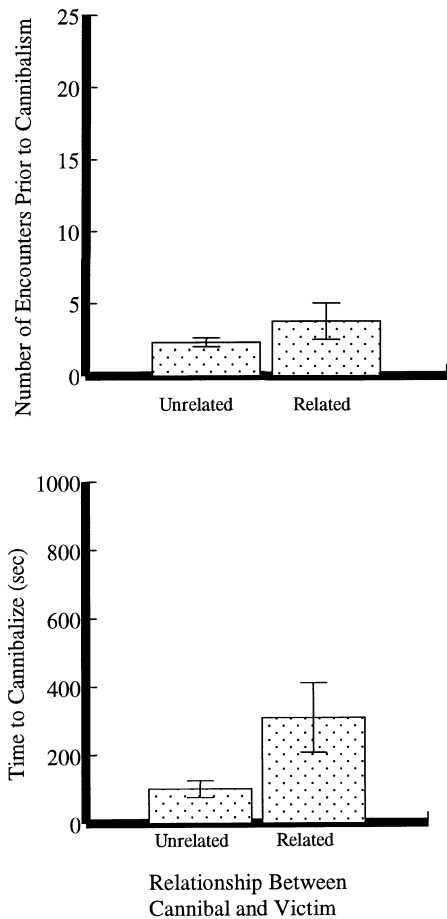 Number of Encounters Prior to Cannibalism
25
20
15
10
5
0
Unrelated Related
Time to Cannibalize (sec)
1000
800
600
400
200
0
Unrelated Related
Relationship Between
Cannibal and Victim